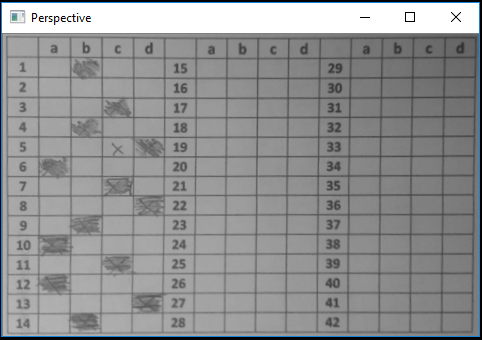 Perspective
a b c d a b c d a b c d
1 15 29
2 16 30
3 17 31
4 18 32
5 x 19 33
6 20 34
7 21 35
8 22 36
9 23 37
10 24 38
11 25 39
12 26 40
13 27 41
14 28 42